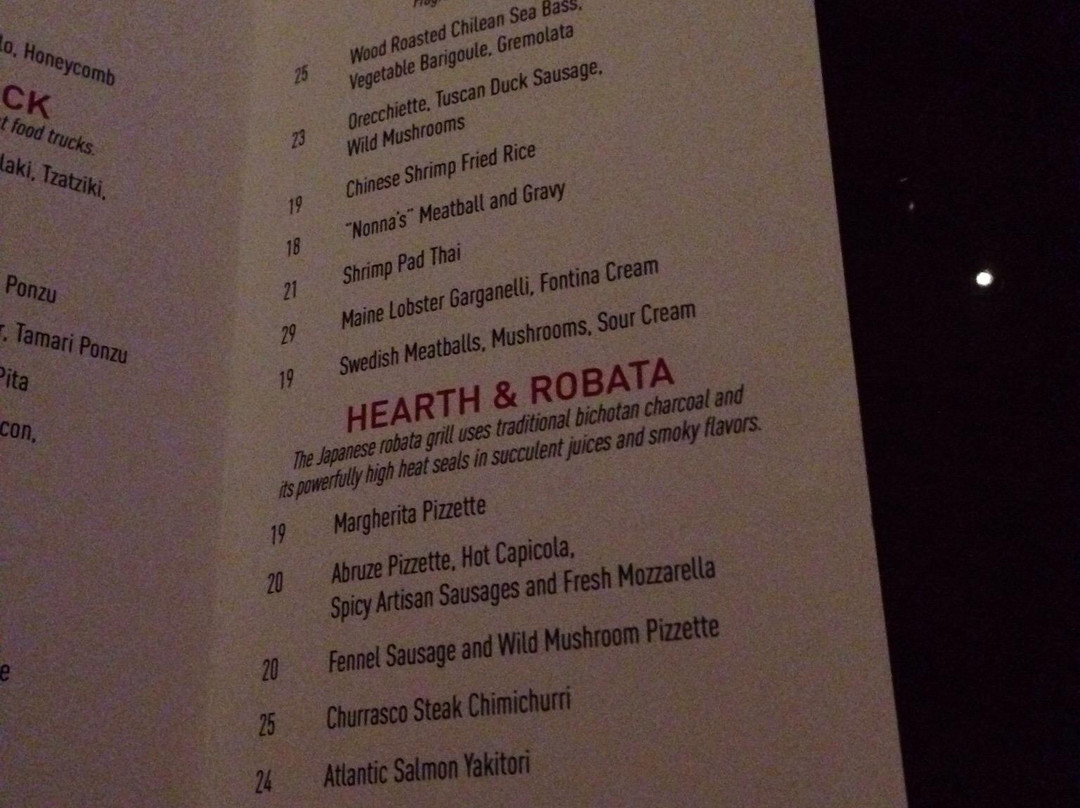 Honeycomb
CK
food trucks.
Tzatziki,
Ponzu
Tamari Ponzu
Pita
Wood Roasted Chilean Sea Bass,
25 Vegetable Barigoule, Gremolata
Orecchiette, Tuscan Duck Sausage,
23 Wild Mushrooms
19 Chinese Shrimp Fried Rice
18 "Nonna's" Meatball and Gravy
21 Shrimp Pad Thai
29 Maine Lobster Garganelli, Fontina Cream
19 Swedish Meatballs, Mushrooms, Sour Cream
HEARTH & ROBATA
The Japanese robata grill uses traditional bichotan charcoal and
its powerfully high heat seals in succulent juices and smoky flavors.
19 Margherita Pizzette
20 Abruze Pizzette, Hot Capicola,
Spicy Artisan Sausages and Fresh Mozzarella
20 Fennel Sausage and Wild Mushroom Pizzette
25 Churrasco Steak Chimichurri
24 Atlantic Salmon Yakitori